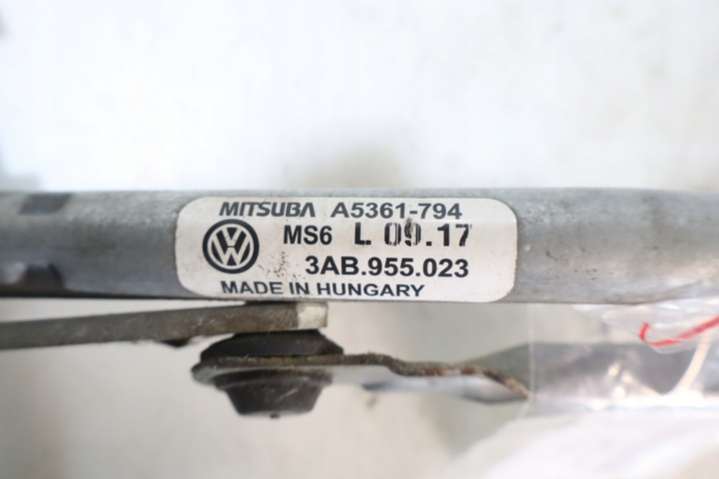 MITSUBA A5361-794
MS6 L 09.17
3AB.955.023
MADE IN HUNGARY